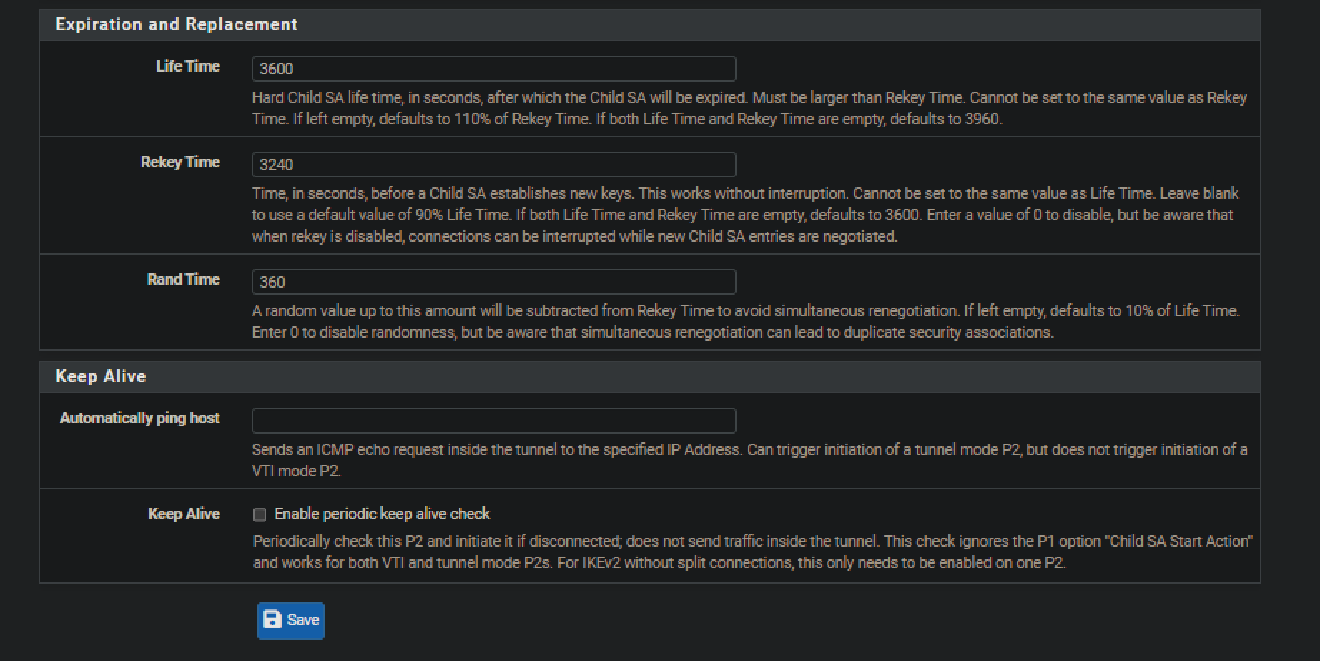 Expiration and Replacement
Life Time
3600
Hard Child SA life time, in seconds, after which the Child SA will be expired. Must be larger than Rekey Time. Cannot be set to the same value as Rekey
Time. If left empty, defaults to 110% of Rekey Time. If both Life Time and Rekey Time are empty, defaults to 3960.
Rekey Time
3240
Time, in seconds, before a Child SA establishes new keys. This works without interruption. Cannot be set to the same value as Life Time. Leave blank
to use a default value of 90% Life Time. If both Life Time and Rekey Time are empty, defaults to 3600. Enter a value of 0 to disable, but be aware that
when rekey is disabled, connections can be interrupted while new Child SA entries are negotiated.
Rand Time
360
A random value up to this amount will be subtracted from Rekey Time to avoid simultaneous renegotiation. If left empty, defaults to 10% of Life Time.
Enter 0 to disable randomness, but be aware that simultaneous renegotiation can lead to duplicate security associations.
Keep Alive
Automatically ping host
Sends an ICMP echo request inside the tunnel to the specified IP Address. Can trigger initiation of a tunnel mode P2, but does not trigger initiation of a
VTI mode P2.
Keep Alive
Enable periodic keep alive check
Periodically check this P2 and initiate it if disconnected; does not send traffic inside the tunnel. This check ignores the P1 option "Child SA Start Action"
and works for both VTI and tunnel mode P2s. For IKEv2 without split connections, this only needs to be enabled on one P2.
Save